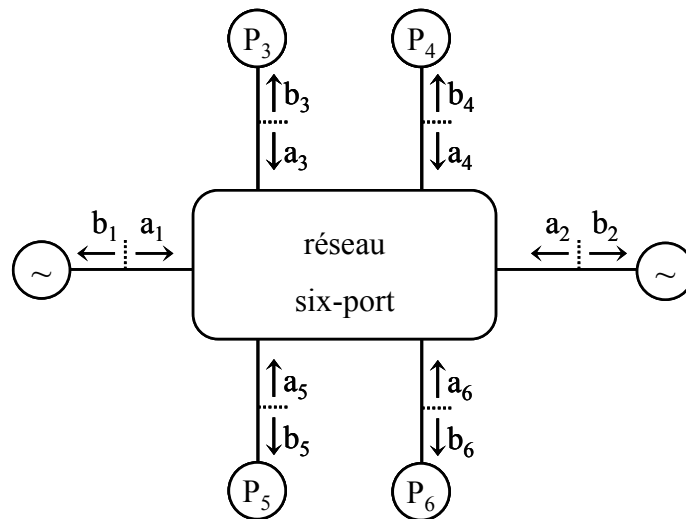 P₃ P₄
b₃ b₄
a₃ a₄
b₁ a₁ réseau a₂ b₂
~ six-port ~
a₅ a₆
b₅ b₆
P₅ P₆